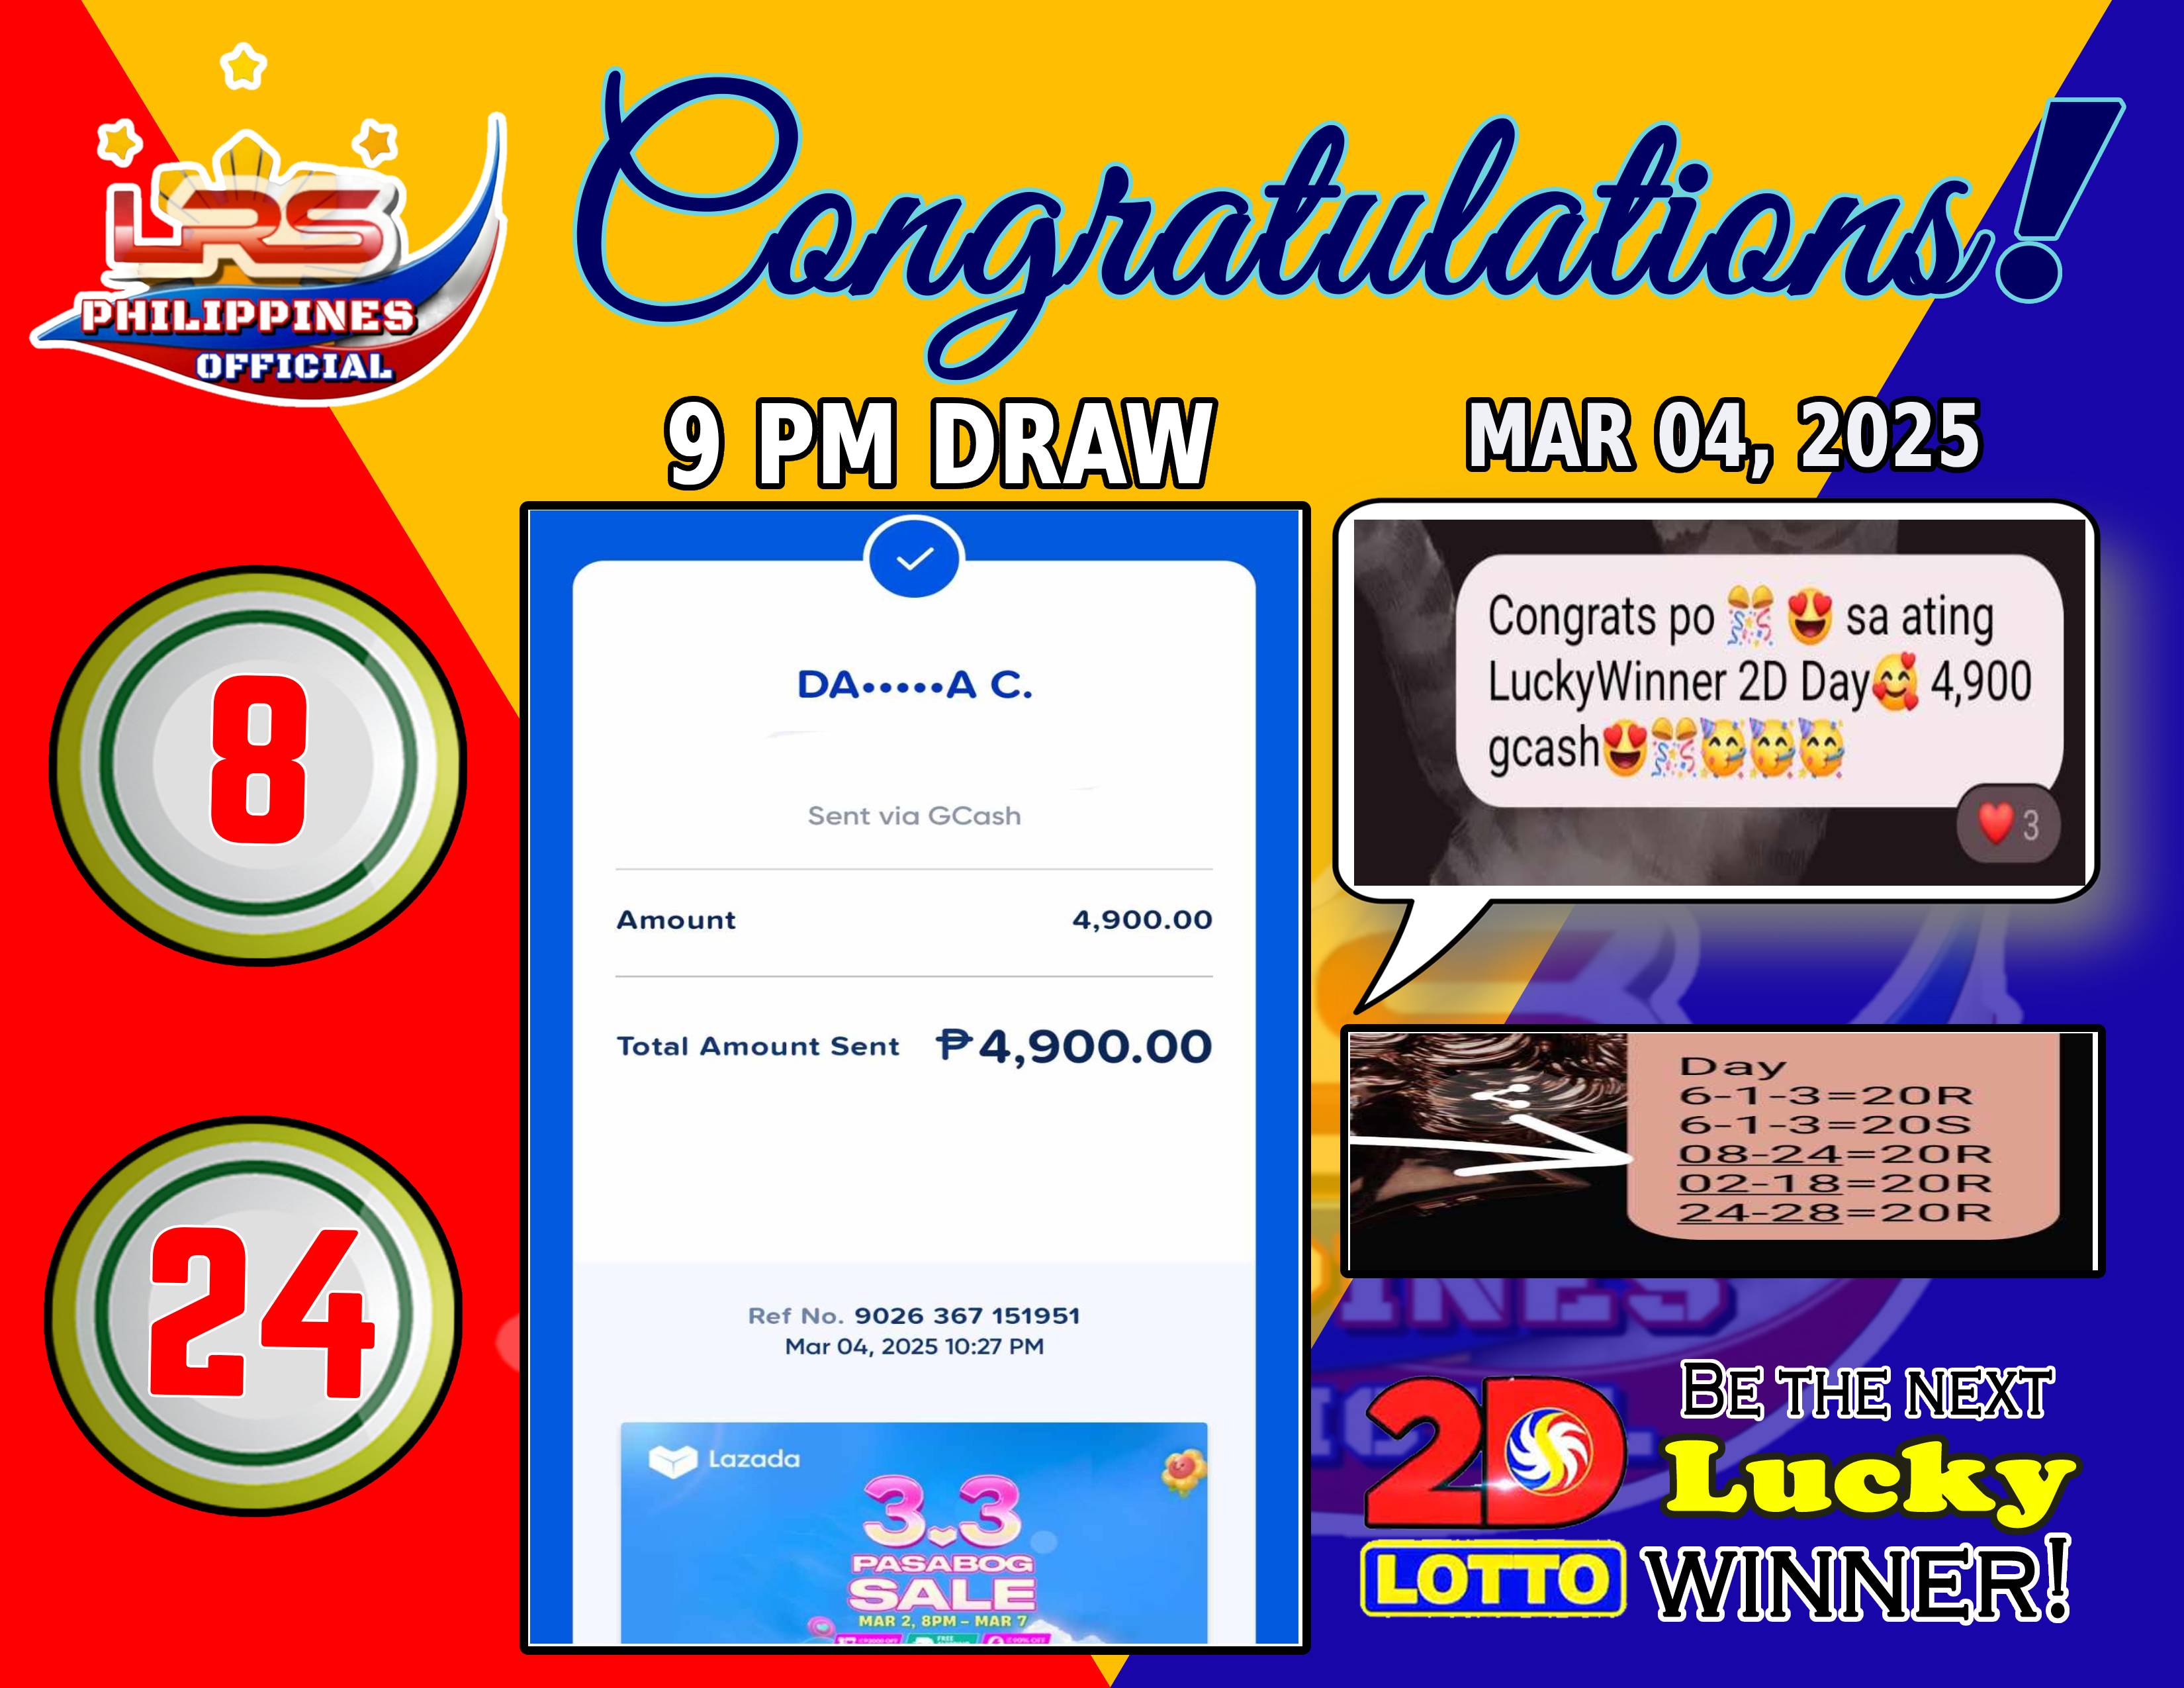 LRS
PHILIPPINES
OFFICIAL
Congratulations!
9 PM DRAW
MAR 04, 2025
8
24
DA•••••A C.
Sent via GCash
Amount 4,900.00
Total Amount Sent ₱4,900.00
Ref No. 9026 367 151951
Mar 04, 2025 10:27 PM
Lazada
3.3
PASABOG
SALE
MAR 2, 8PM – MAR 7
FREE
Congrats po 🎊 😍 sa ating
LuckyWinner 2D Day🥰 4,900
gcash😍🎊🥳🥳🥳
❤️ 3
Day
6-1-3=20R
6-1-3=20S
08-24=20R
02-18=20R
24-28=20R
2D
LOTTO
BE THE NEXT
Lucky
WINNER!